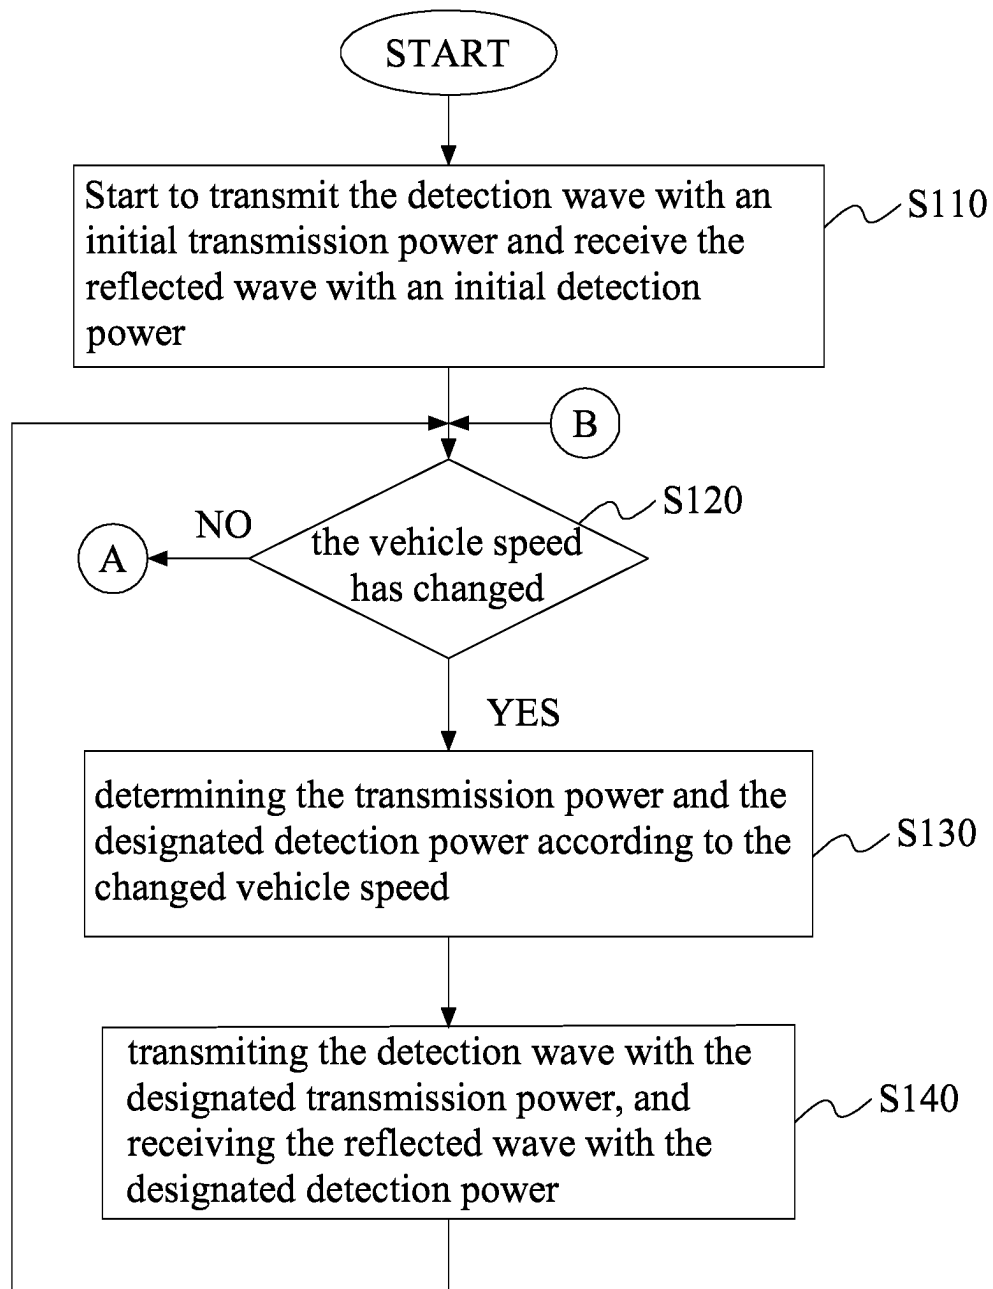 START
Start to transmit the detection wave with an
initial transmission power and receive the
reflected wave with an initial detection
power
S110
B
S120
NO
A
the vehicle speed
has changed
YES
determining the transmission power and the
designated detection power according to the
changed vehicle speed
S130
transmiting the detection wave with the
designated transmission power, and
receiving the reflected wave with the
designated detection power
S140